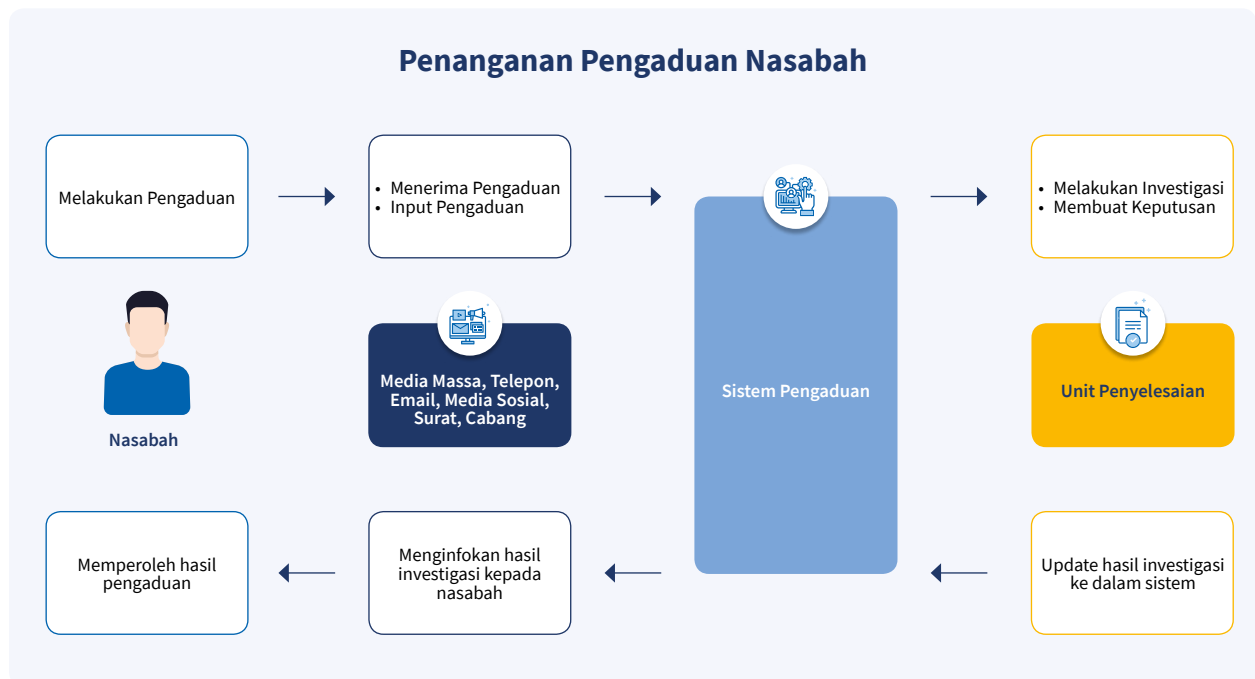 Penanganan Pengaduan Nasabah
Melakukan Pengaduan
• Menerima Pengaduan
• Input Pengaduan
• Melakukan Investigasi
• Membuat Keputusan
Nasabah
Media Massa, Telepon,
Email, Media Sosial,
Surat, Cabang
Sistem Pengaduan
Unit Penyelesaian
Memperoleh hasil
pengaduan
Menginfokan hasil
investigasi kepada
nasabah
Update hasil investigasi
ke dalam sistem